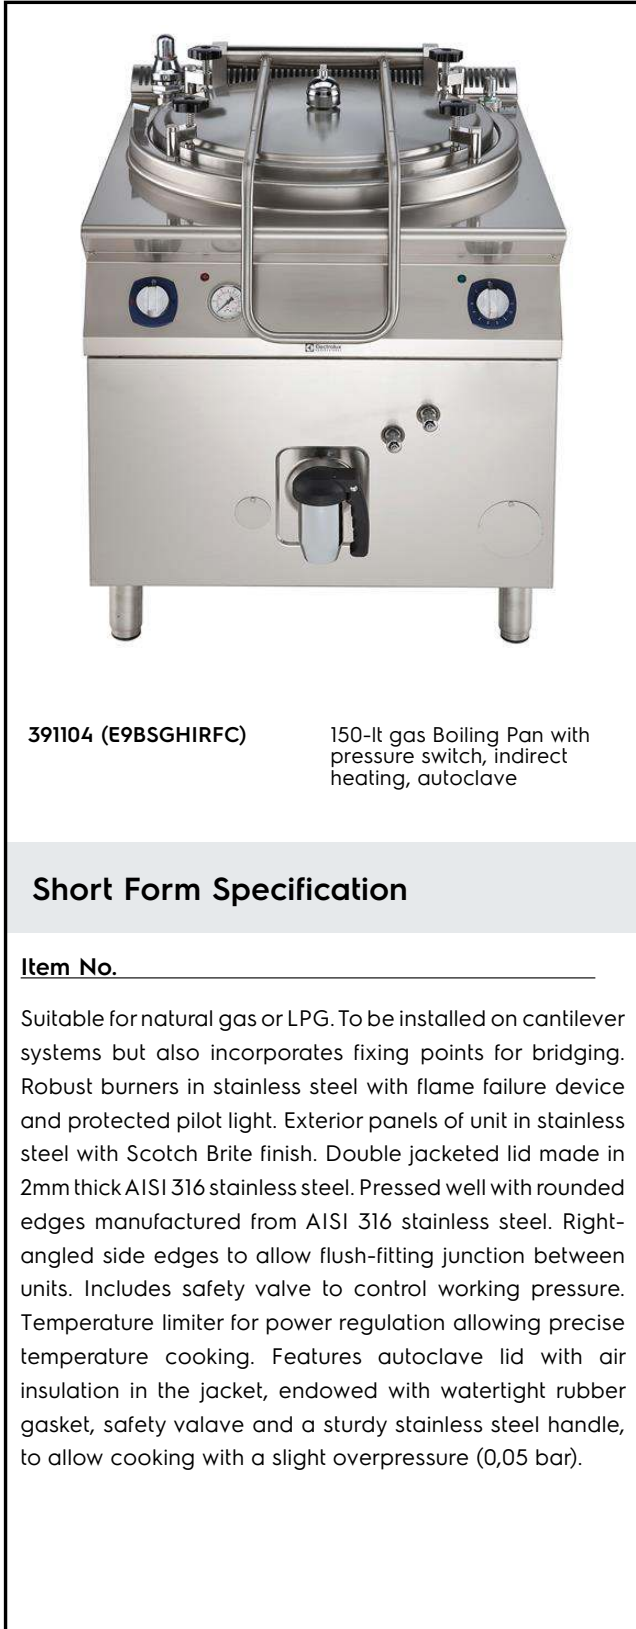 Electrolux
391104 (E9BSGHIRFC)
150-lt gas Boiling Pan with
pressure switch, indirect
heating, autoclave
Short Form Specification
Item No.
Suitable for natural gas or LPG. To be installed on cantilever
systems but also incorporates fixing points for bridging.
Robust burners in stainless steel with flame failure device
and protected pilot light. Exterior panels of unit in stainless
steel with Scotch Brite finish. Double jacketed lid made in
2mm thick AISI 316 stainless steel. Pressed well with rounded
edges manufactured from AISI 316 stainless steel. Right-
angled side edges to allow flush-fitting junction between
units. Includes safety valve to control working pressure.
Temperature limiter for power regulation allowing precise
temperature cooking. Features autoclave lid with air
insulation in the jacket, endowed with watertight rubber
gasket, safety valave and a sturdy stainless steel handle,
to allow cooking with a slight overpressure (0,05 bar).